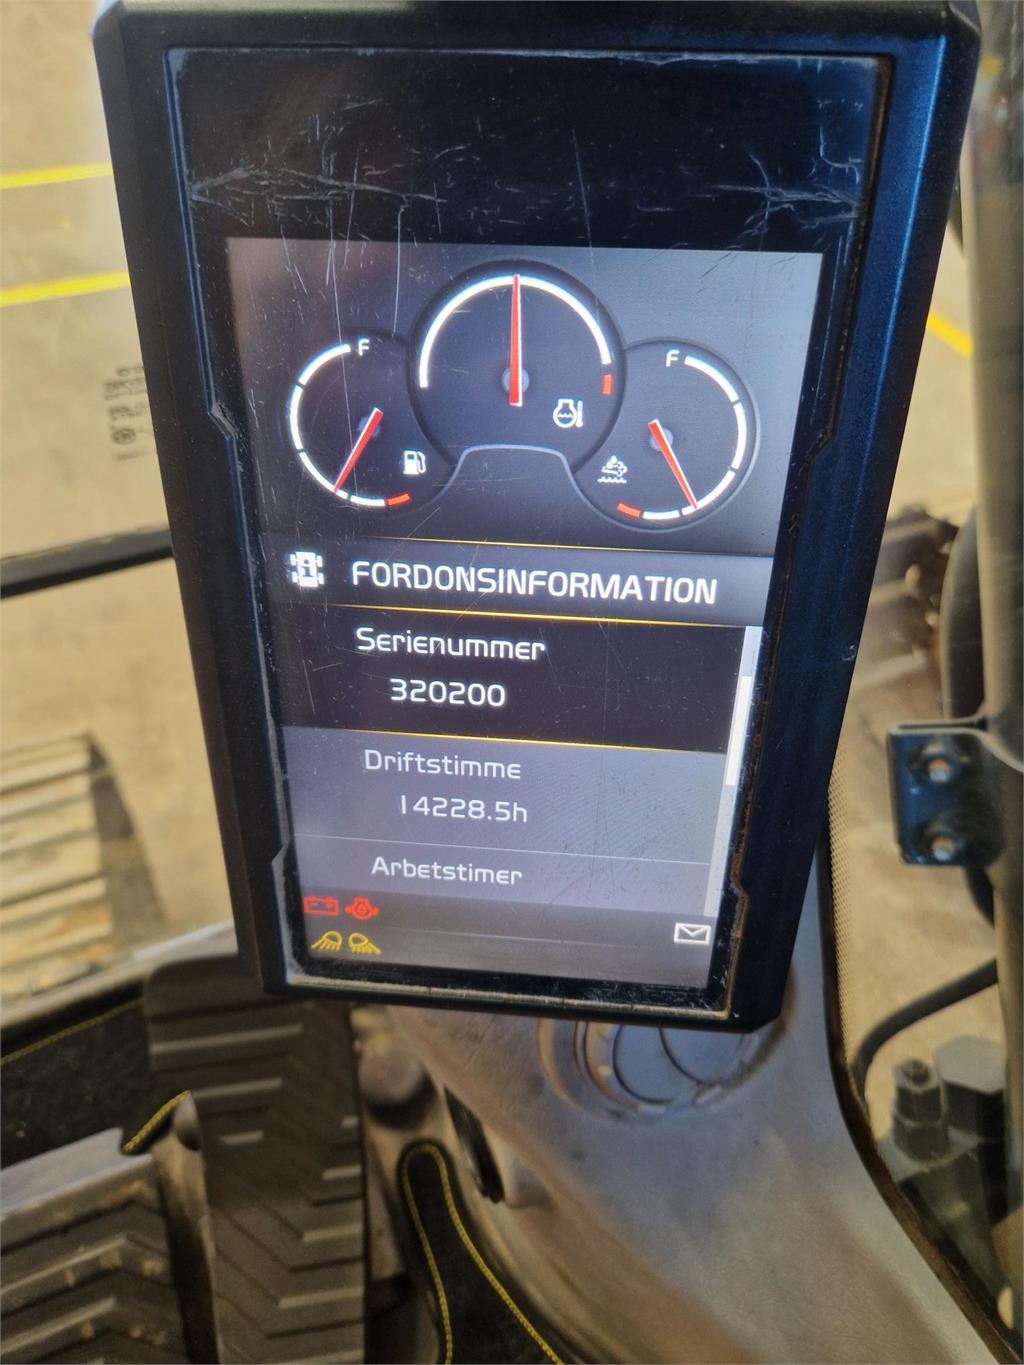 F
F
FORDONSINFORMATION
Serienummer
320200
Driftstimme
14228.5h
Arbetstimer